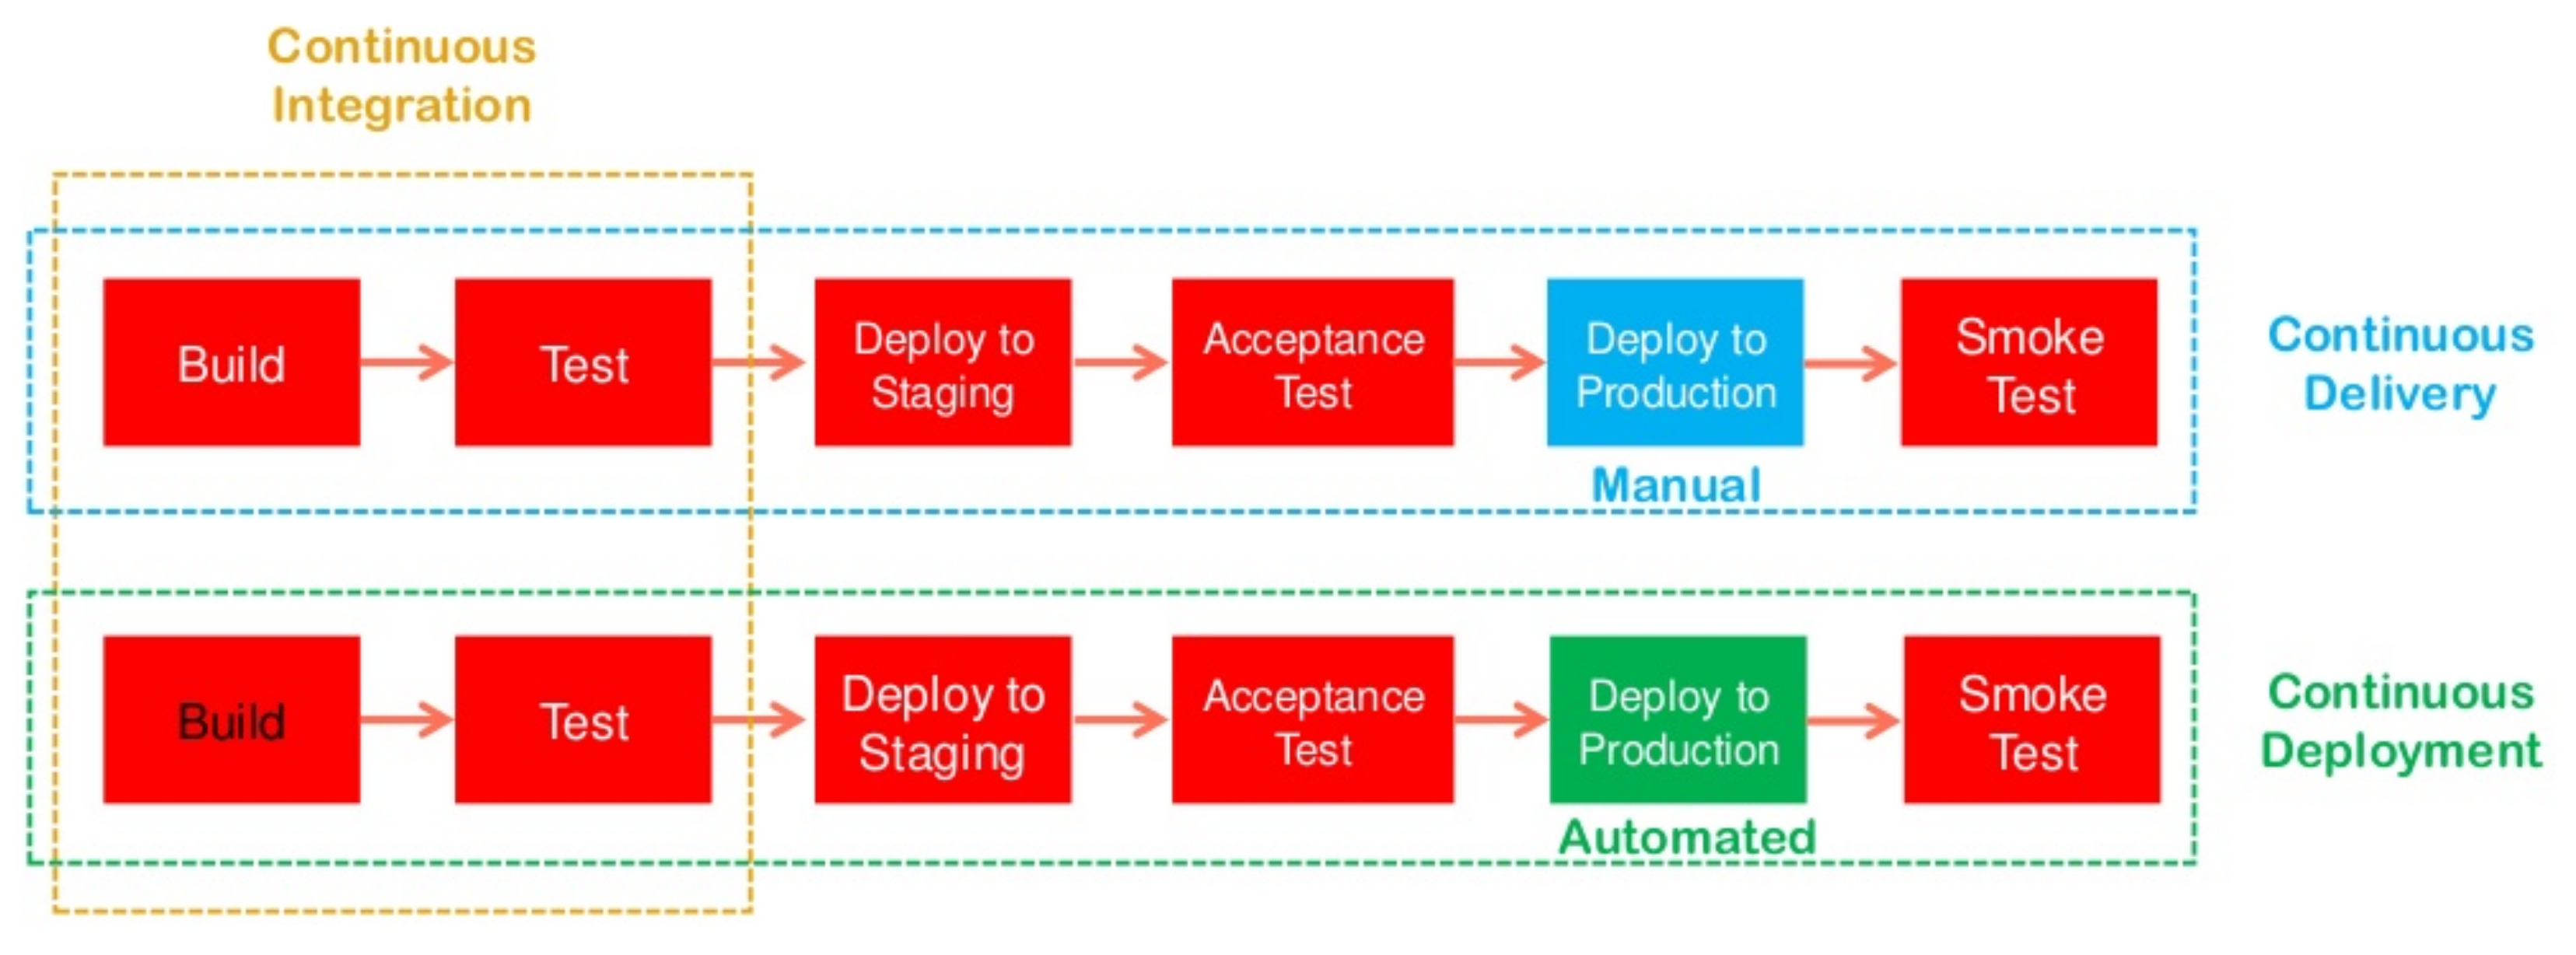 Continuous
Integration
Build
Test
Deploy to
Staging
Acceptance
Test
Deploy to
Production
Smoke
Test
Manual
Continuous
Delivery
Build
Test
Deploy to
Staging
Acceptance
Test
Deploy to
Production
Smoke
Test
Automated
Continuous
Deployment